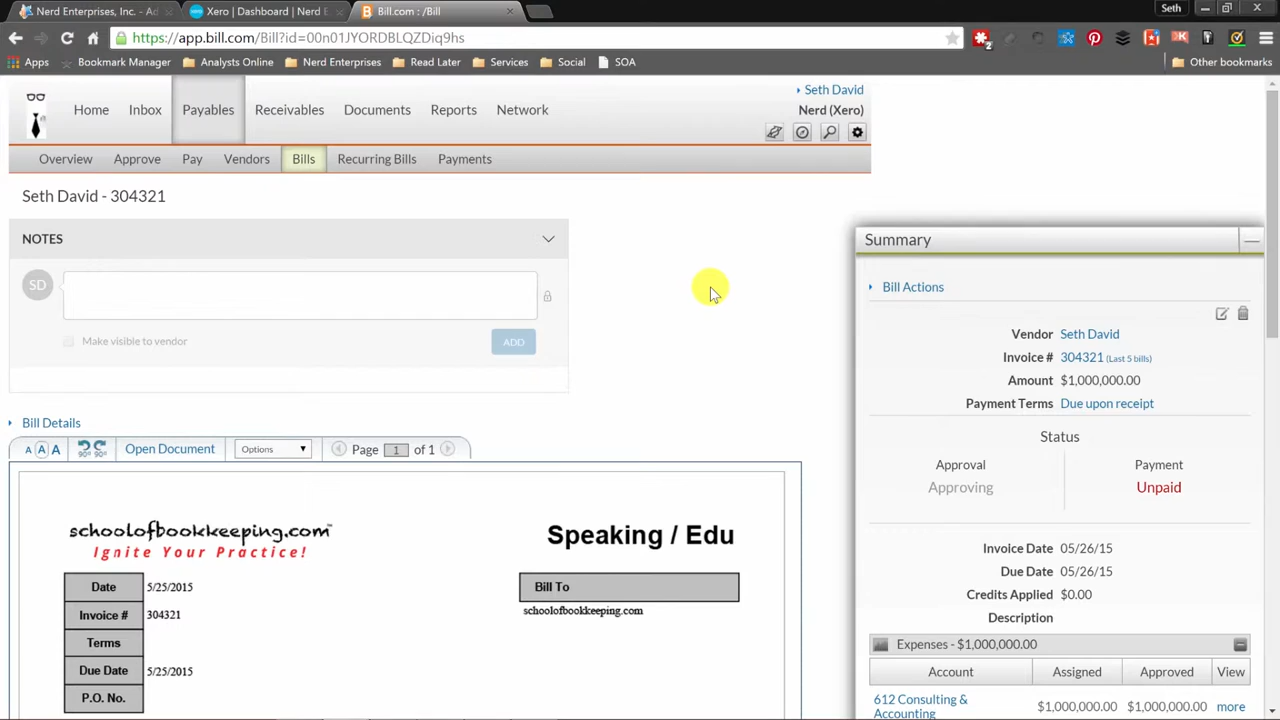 Nerd Enterprises, Inc. - Ad
Xero | Dashboard | Nerd E
Bill.com : /Bill
Seth
https://app.bill.com/Bill?id=00n01JYORDBLQZDiq9hs
2
Apps
Bookmark Manager
Analysts Online
Nerd Enterprises
Read Later
Services
Social
SOA
Other bookmarks
Home
Inbox
Payables
Receivables
Documents
Reports
Network
Seth David
Nerd (Xero)
Overview
Approve
Pay
Vendors
Bills
Recurring Bills
Payments
Seth David - 304321
NOTES
SD
Make visible to vendor
ADD
Bill Details
A A A
90° 90°
Open Document
Options
Page 1 of 1
schoolofbookkeeping.com™
Ignite Your Practice!
Speaking / Edu
Date 5/25/2015
Invoice # 304321
Terms
Due Date 5/25/2015
P.O. No.
Bill To
schoolofbookkeeping.com
Summary
Bill Actions
Vendor Seth David
Invoice # 304321 (Last 5 bills)
Amount $1,000,000.00
Payment Terms Due upon receipt
Status
Approval Payment
Approving Unpaid
Invoice Date 05/26/15
Due Date 05/26/15
Credits Applied $0.00
Description
Expenses - $1,000,000.00
Account Assigned Approved View
612 Consulting & Accounting $1,000,000.00 $1,000,000.00 more